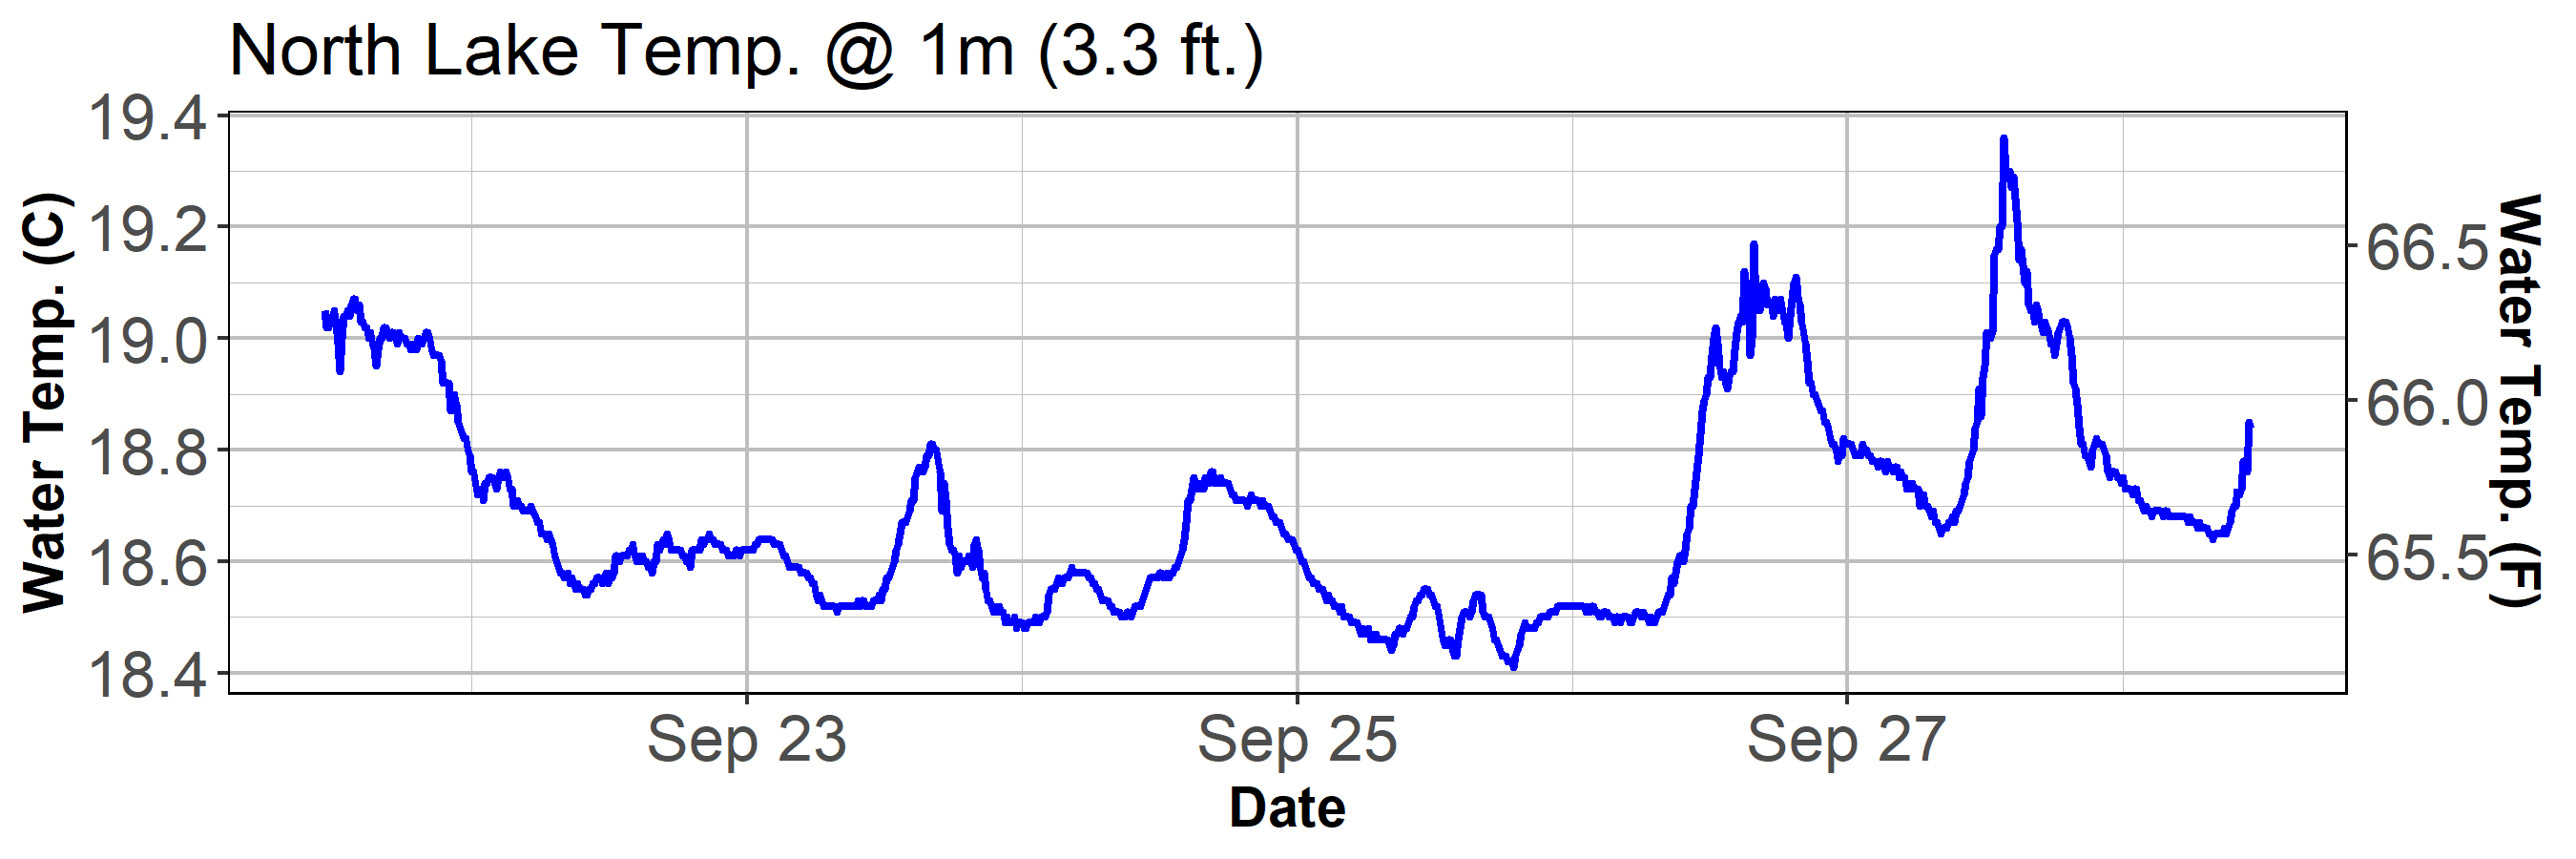 North Lake Temp. @ 1m (3.3 ft.)
Water Temp. (C)
19.4
19.2
19.0
18.8
18.6
18.4
66.5
66.0
65.5
Water Temp. (F)
Sep 23
Sep 25
Sep 27
Date